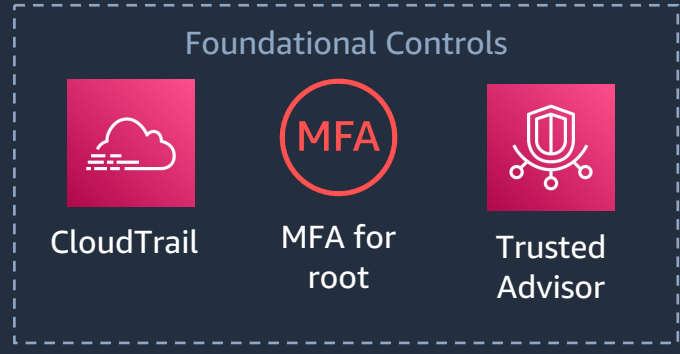 Foundational Controls
MFA
CloudTrail
MFA for
root
Trusted
Advisor